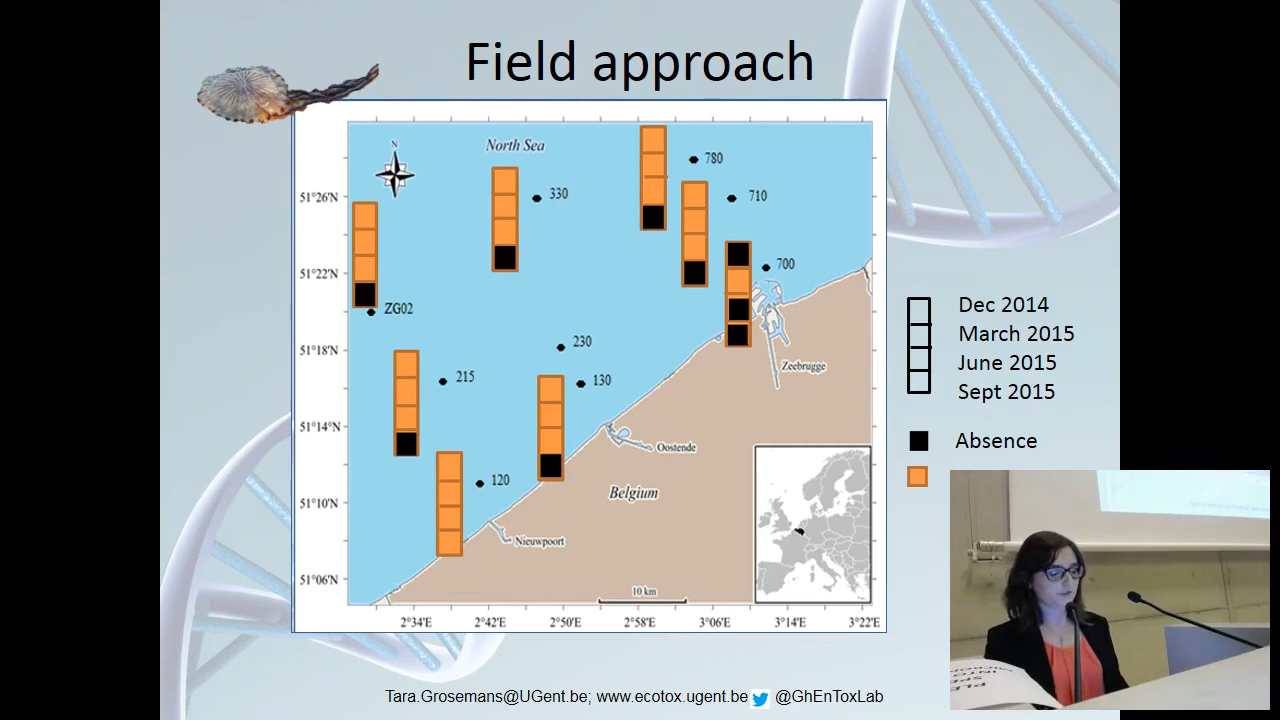 Field approach
N
North Sea
780
330
710
51°26'N
700
51°22'N
ZG02
230
51°18'N
Zeebrugge
215
130
51°14'N
Oostende
120
Belgium
51°10'N
Nieuwpoort
51°06'N
10 km
2°34'E
2°42'E
2°50'E
2°58'E
3°06'E
3°14'E
3°22'E
Dec 2014
March 2015
June 2015
Sept 2015
Absence
Tara.Grosemans@UGent.be; www.ecotox.ugent.be @GhEnToxLab